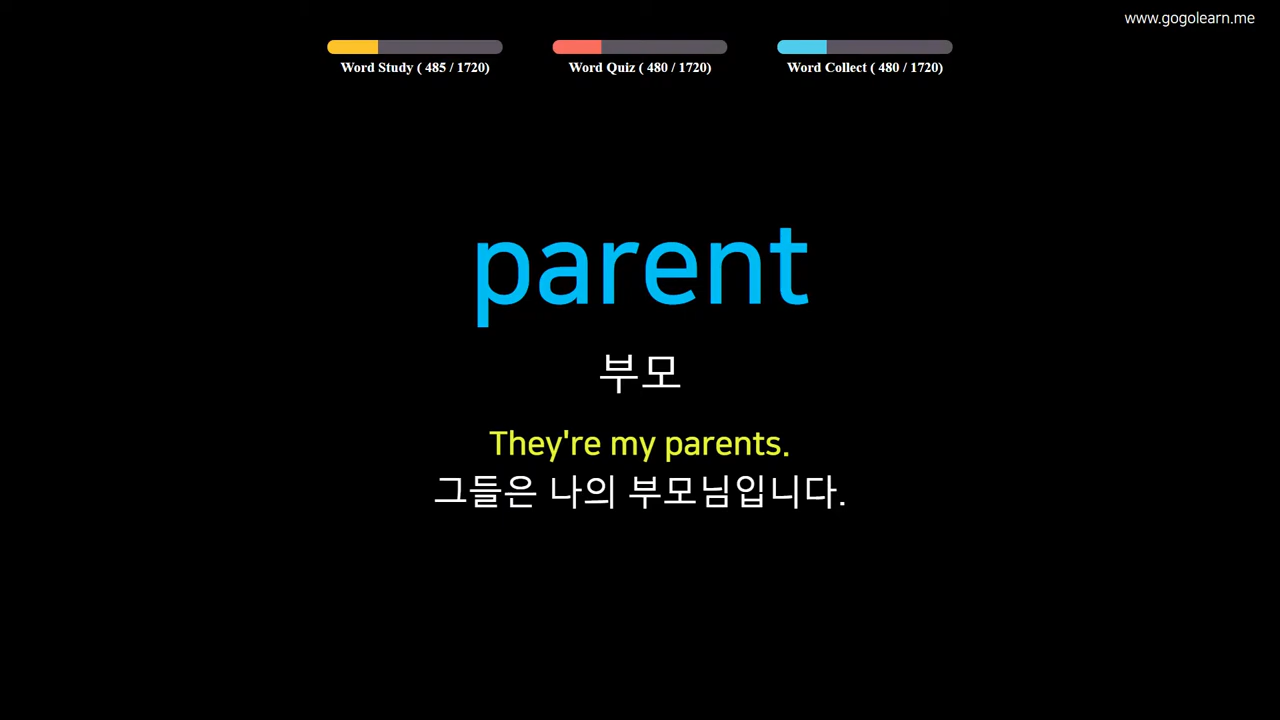 www.gogolearn.me
Word Study ( 485 / 1720) Word Quiz ( 480 / 1720) Word Collect ( 480 / 1720)
parent
부모
They're my parents.
그들은 나의 부모님입니다.